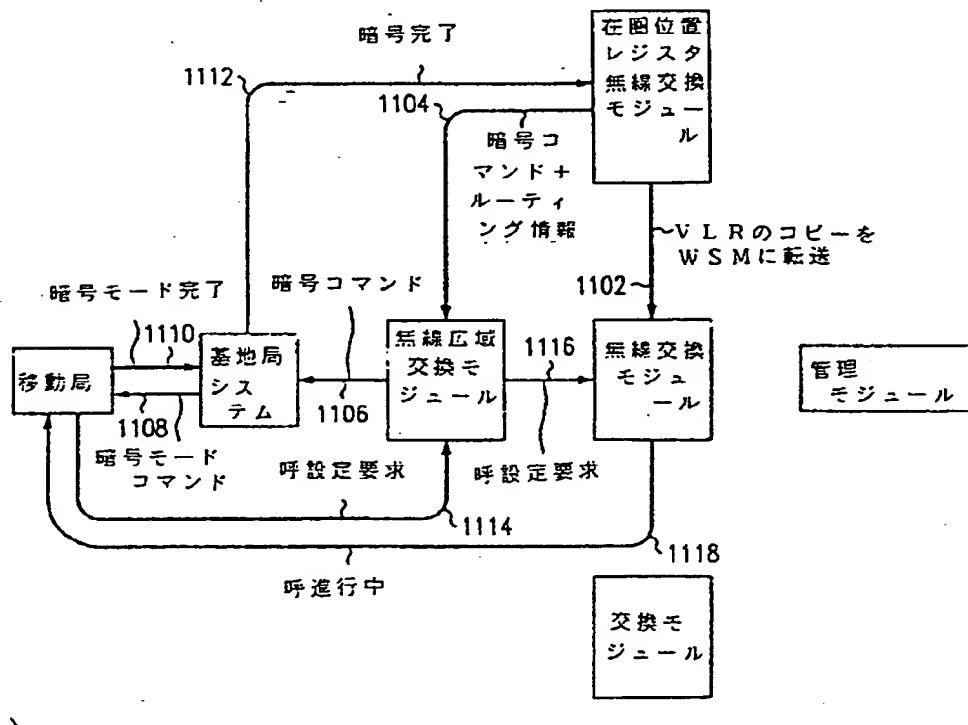 暗号完了
1112
在圏位置
レジスタ
無線交換
モジュー
ル
1104
暗号コ
マンド+
ルーティ
ング情報
VLRのコピーを
WSMに転送
1102
暗号モード完了
暗号コマンド
1110
移動局
基地局
シス
テム
無線広域
交換モ
ジュール
1116
無線交換
モジュ
ール
管理
モジュール
1108
1106
暗号モード
コマンド
呼設定要求
呼設定要求
1114
1118
呼進行中
交換モ
ジュール